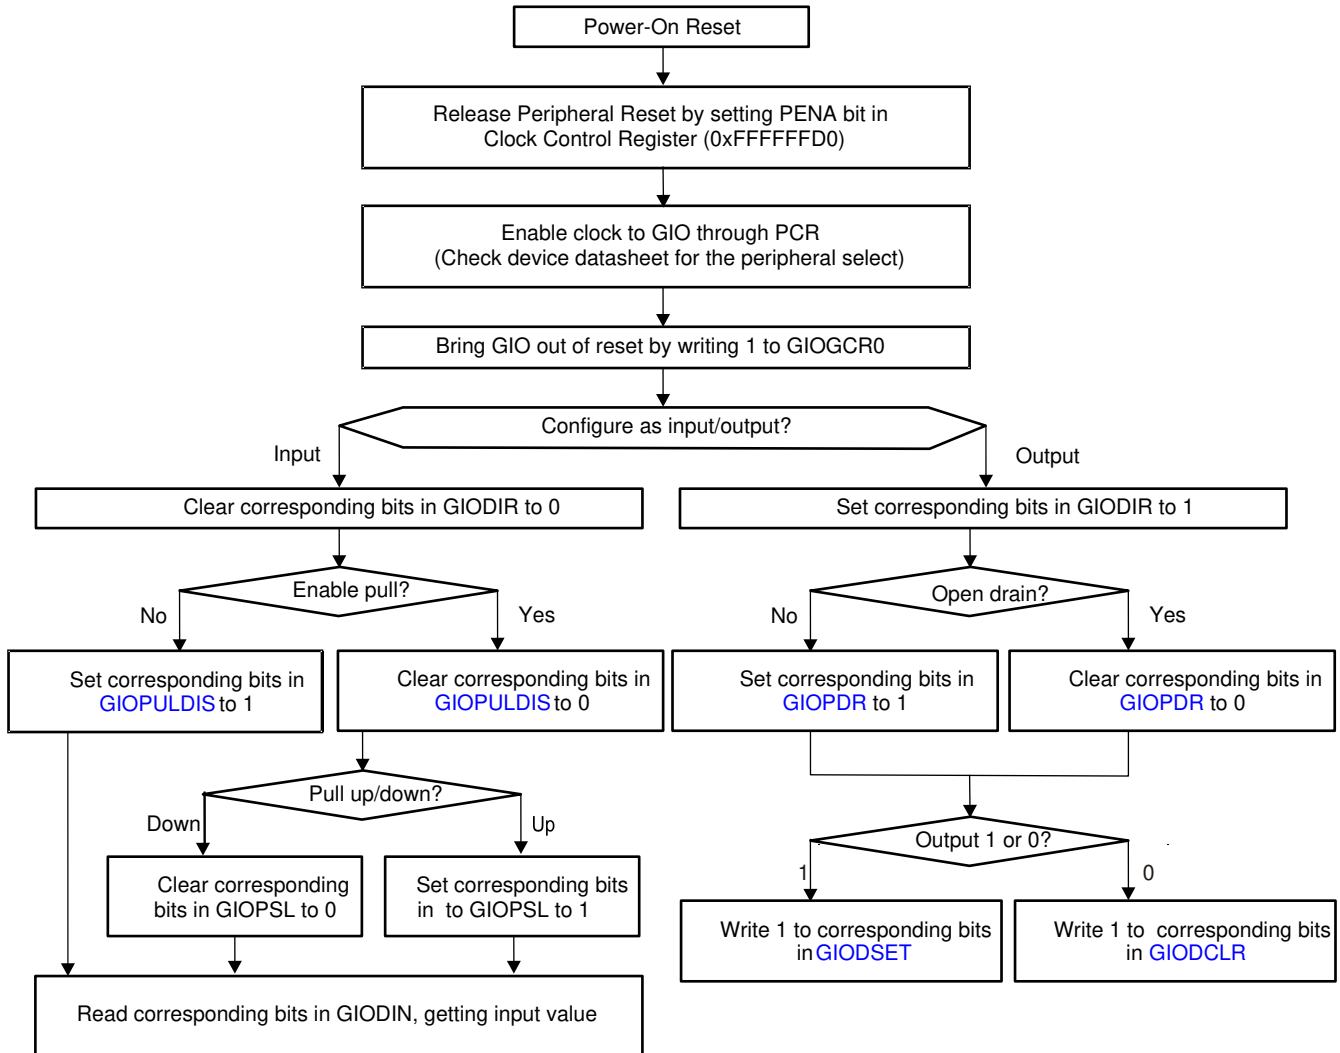 Power-On Reset
Release Peripheral Reset by setting PENA bit in
Clock Control Register (0xFFFFFFD0)
Enable clock to GIO through PCR
(Check device datasheet for the peripheral select)
Bring GIO out of reset by writing 1 to GIOGCR0
Configure as input/output?
Input
Output
Clear corresponding bits in GIODIR to 0
Set corresponding bits in GIODIR to 1
Enable pull?
Open drain?
No
Yes
No
Yes
Set corresponding bits in
GIOPULDIS to 1
Clear corresponding bits in
GIOPULDIS to 0
Set corresponding bits in
GIOPDR to 1
Clear corresponding bits in
GIOPDR to 0
Pull up/down?
Down
Up
Output 1 or 0?
1
0
Clear corresponding
bits in GIOPSL to 0
Set corresponding bits
in to GIOPSL to 1
Write 1 to corresponding bits
in GIODSET
Write 1 to corresponding bits
in GIODCLR
Read corresponding bits in GIODIN, getting input value